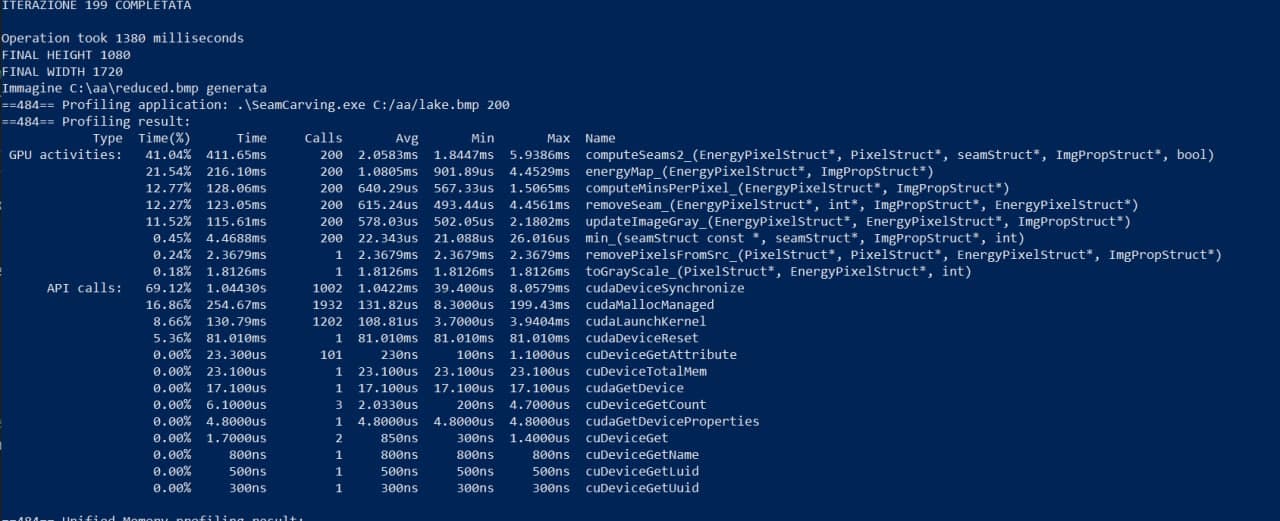 ITERAZIONE 199 COMPLETATA
Operation took 1380 milliseconds
FINAL HEIGHT 1080
FINAL WIDTH 1720
Immagine C:\aa\reduced.bmp generata
==484== Profiling application: .\SeamCarving.exe C:/aa/lake.bmp 200
==484== Profiling result:
Type Time(%) Time Calls Avg Min Max Name
GPU activities: 41.04% 411.65ms 200 2.0583ms 1.8447ms 5.9386ms computeSeams2_(EnergyPixelStruct*, PixelStruct*, seamStruct*, ImgPropStruct*, bool)
21.54% 216.10ms 200 1.0805ms 901.89us 4.4529ms energyMap_(EnergyPixelStruct*, ImgPropStruct*)
12.77% 128.06ms 200 640.29us 567.33us 1.5065ms computeMinsPerPixel_(EnergyPixelStruct*, ImgPropStruct*)
12.27% 123.05ms 200 615.24us 493.44us 4.4561ms removeSeam_(EnergyPixelStruct*, int*, ImgPropStruct*, EnergyPixelStruct*)
11.52% 115.61ms 200 578.03us 502.05us 2.1802ms updateImageGray_(EnergyPixelStruct*, EnergyPixelStruct*, ImgPropStruct*)
0.45% 4.4688ms 200 22.343us 21.088us 26.016us min_(seamStruct const *, seamStruct*, ImgPropStruct*, int)
0.24% 2.3679ms 1 2.3679ms 2.3679ms 2.3679ms removePixelsFromSrc_(PixelStruct*, PixelStruct*, EnergyPixelStruct*, ImgPropStruct*)
0.18% 1.8126ms 1 1.8126ms 1.8126ms 1.8126ms toGrayScale_(PixelStruct*, EnergyPixelStruct*, int)
API calls: 69.12% 1.04430s 1002 1.0422ms 39.400us 8.0579ms cudaDeviceSynchronize
16.86% 254.67ms 1932 131.82us 8.3000us 199.43ms cudaMallocManaged
8.66% 130.79ms 1202 108.81us 3.7000us 3.9404ms cudaLaunchKernel
5.36% 81.010ms 1 81.010ms 81.010ms 81.010ms cudaDeviceReset
0.00% 23.300us 101 230ns 100ns 1.1000us cuDeviceGetAttribute
0.00% 23.100us 1 23.100us 23.100us 23.100us cuDeviceTotalMem
0.00% 17.100us 1 17.100us 17.100us 17.100us cudaGetDevice
0.00% 6.1000us 3 2.0330us 200ns 4.7000us cuDeviceGetCount
0.00% 4.8000us 1 4.8000us 4.8000us 4.8000us cudaGetDeviceProperties
0.00% 1.7000us 2 850ns 300ns 1.4000us cuDeviceGet
0.00% 800ns 1 800ns 800ns 800ns cuDeviceGetName
0.00% 500ns 1 500ns 500ns 500ns cuDeviceGetLuid
0.00% 300ns 1 300ns 300ns 300ns cuDeviceGetUuid
==484== Unified Memory profiling result: